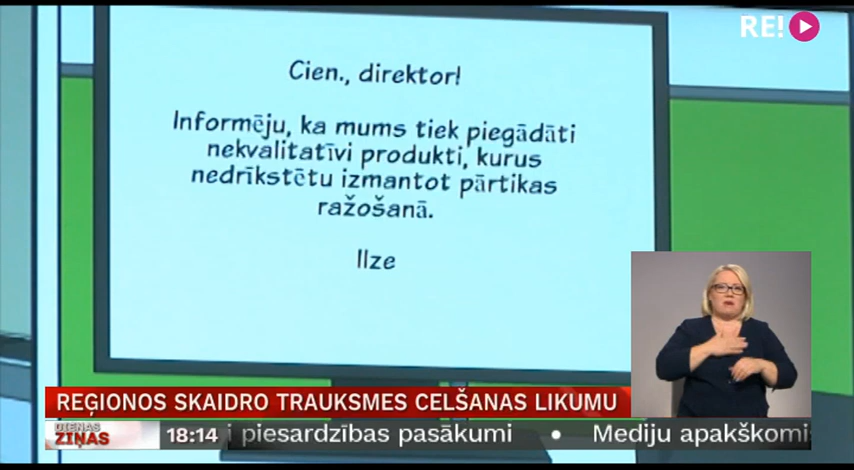 RE!
Cien., direktor!
Informēju, ka mums tiek piegādāti
nekvalitatīvi produkti, kurus
nedrīkstētu izmantot pārtikas
ražošanā.
Ilze
REĢIONOS SKAIDRO TRAUKSMES CELŠANAS LIKUMU
DIENAS
ZIŅAS
18:14 i piesardzības pasākumi • Mediju apakškomis